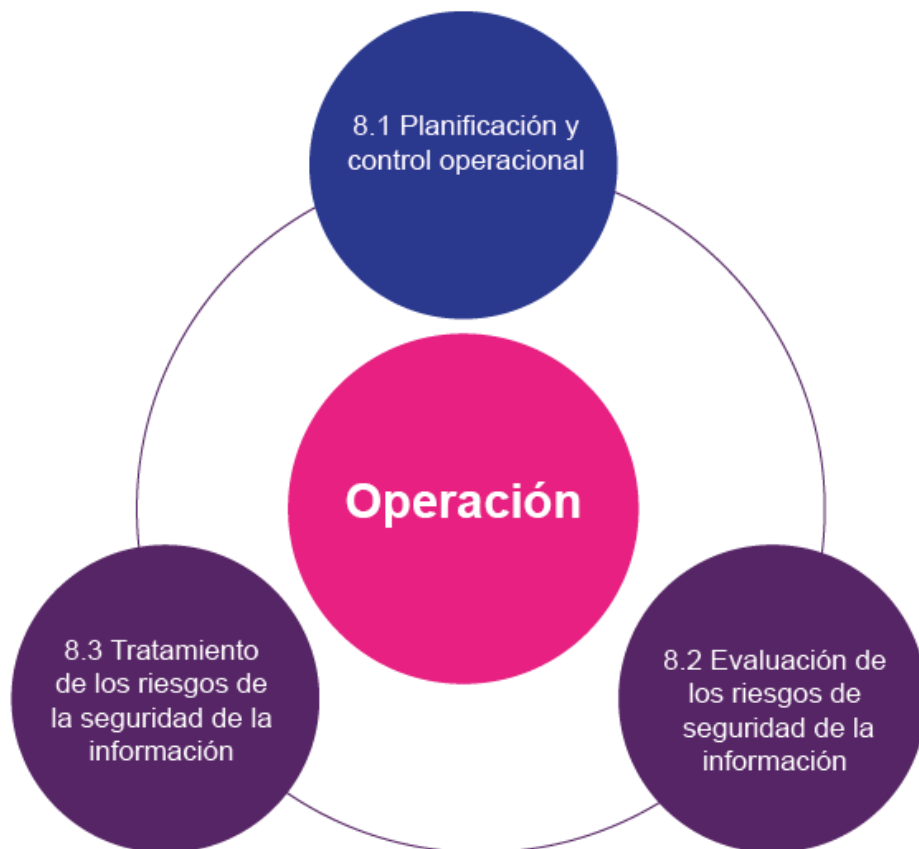 8.1 Planificación y
control operacional
Operación
8.3 Tratamiento
de los riesgos de
la seguridad de la
información
8.2 Evaluación de
los riesgos de
seguridad de la
información